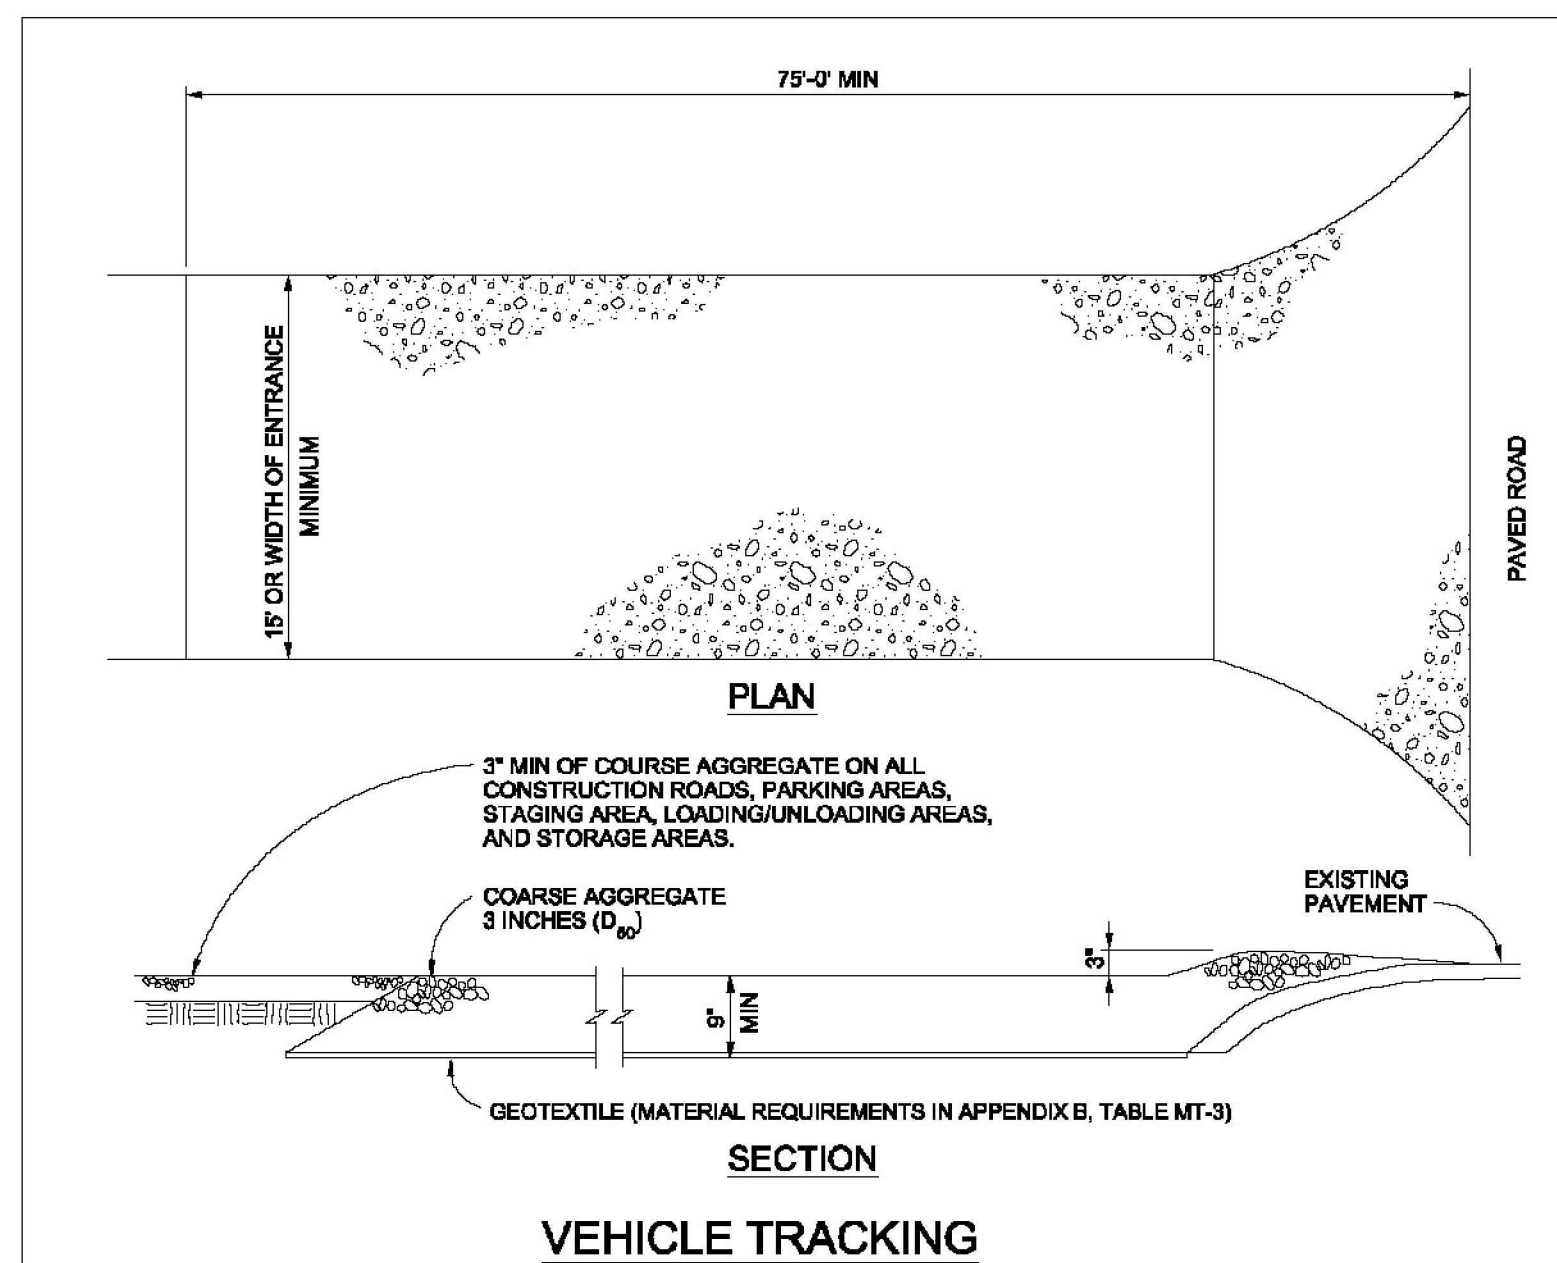 75'-0' MIN
15' OR WIDTH OF ENTRANCE
MINIMUM
PAVED ROAD
PLAN
3" MIN OF COURSE AGGREGATE ON ALL
CONSTRUCTION ROADS, PARKING AREAS,
STAGING AREA, LOADING/UNLOADING AREAS,
AND STORAGE AREAS.
COARSE AGGREGATE
3 INCHES (D50)
EXISTING
PAVEMENT
3"
9"
MIN
GEOTEXTILE (MATERIAL REQUIREMENTS IN APPENDIX B, TABLE MT-3)
SECTION
VEHICLE TRACKING